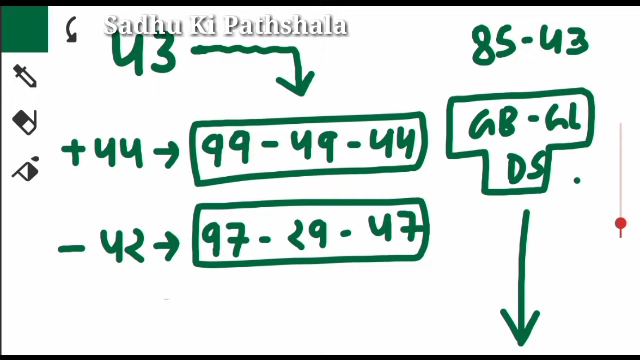 Sadhu Ki Pathshala
43
85-43
+44 → 99-49-44
GB-GL
DS
-42 → 97-29-47